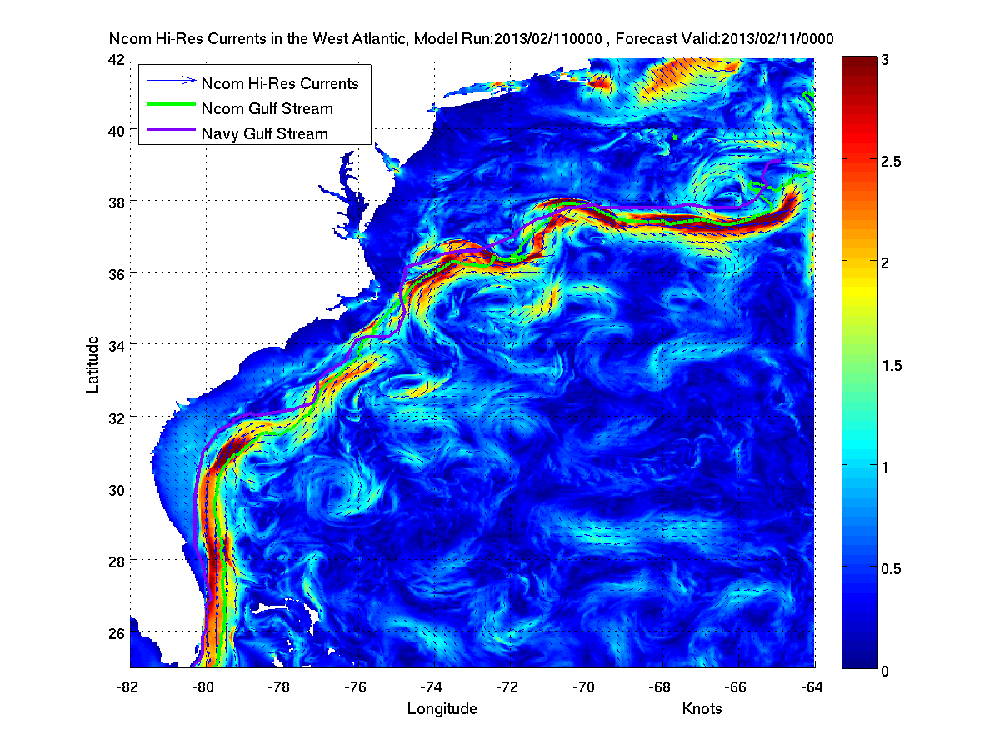 Ncom Hi-Res Currents in the West Atlantic, Model Run:2013/02/110000 , Forecast Valid:2013/02/11/0000
Ncom Hi-Res Currents
Ncom Gulf Stream
Navy Gulf Stream
42
40
38
36
34
32
30
28
26
Latitude
-82 -80 -78 -76 -74 -72 -70 -68 -66 -64
Longitude Knots
3
2.5
2
1.5
1
0.5
0